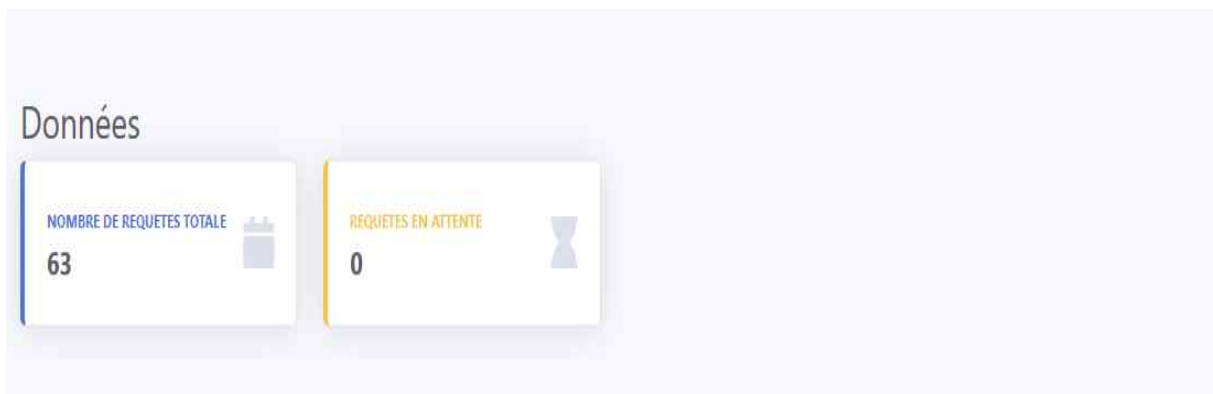 Données
NOMBRE DE REQUETES TOTALE
63
REQUETES EN ATTENTE
0